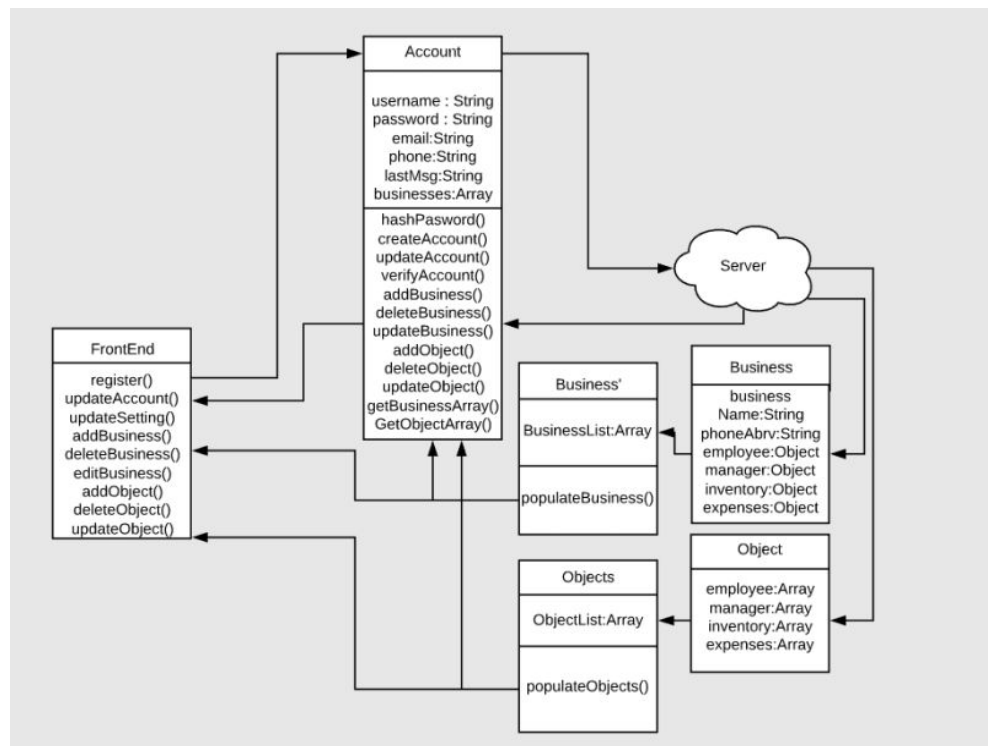 Account
username : String
password : String
email:String
phone:String
lastMsg:String
businesses:Array
hashPasword()
createAccount()
updateAccount()
verifyAccount()
addBusiness()
deleteBusiness()
updateBusiness()
addObject()
deleteObject()
updateObject()
getBusinessArray()
GetObjectArray()
Server
FrontEnd
register()
updateAccount()
updateSetting()
addBusiness()
deleteBusiness()
editBusiness()
addObject()
deleteObject()
updateObject()
Business'
BusinessList:Array
populateBusiness()
Business
business
Name:String
phoneAbrv:String
employee:Object
manager:Object
inventory:Object
expenses:Object
Objects
ObjectList:Array
populateObjects()
Object
employee:Array
manager:Array
inventory:Array
expenses:Array